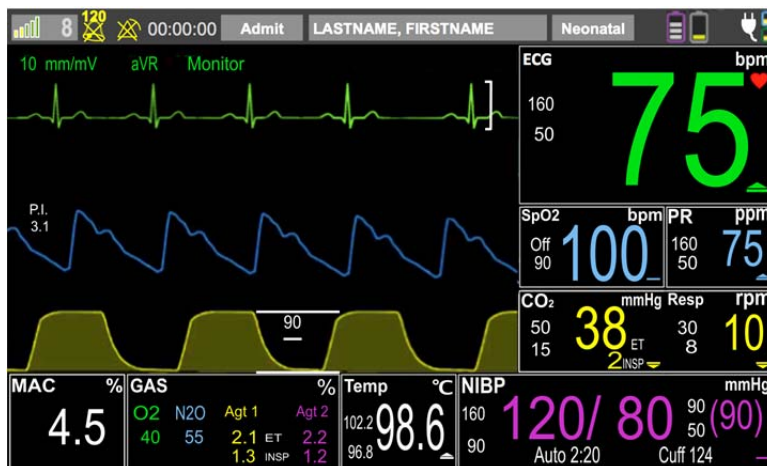 8 120 00:00:00 Admit LASTNAME, FIRSTNAME Neonatal
10 mm/mV aVR Monitor
P.I.
3.1
90
ECG bpm
160
50
75
SpO2 bpm
Off
90
100
PR ppm
160
50
75
CO₂ mmHg
50
15
38 ET
2 INSP
Resp rpm
30
8
10
MAC %
4.5
GAS %
O2 N2O Agt 1 Agt 2
40 55 2.1 ET 2.2
1.3 INSP 1.2
Temp °C
102.2
96.8
98.6
NIBP mmHg
160
90
120/ 80
90
50
(90)
Auto 2:20 Cuff 124